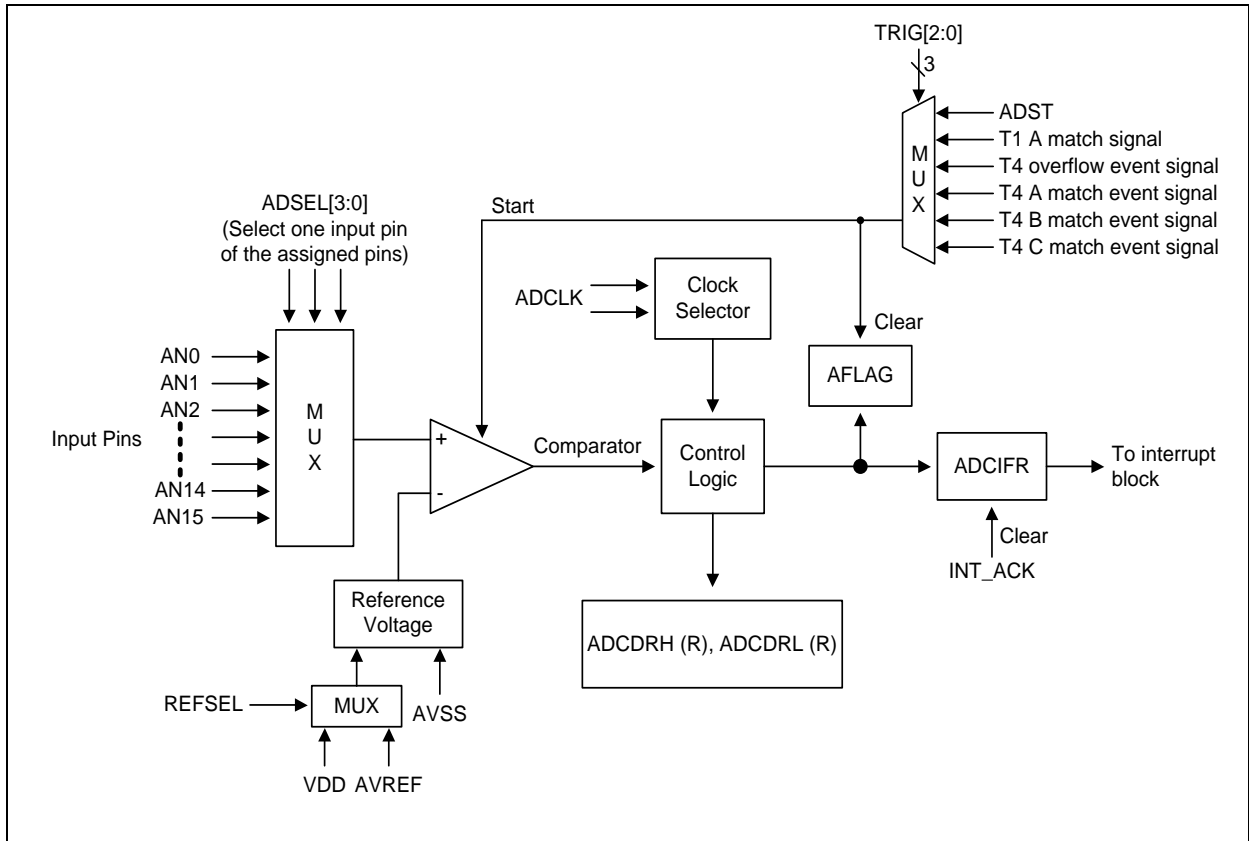 TRIG[2:0]
3
ADST
T1 A match signal
T4 overflow event signal
T4 A match event signal
T4 B match event signal
T4 C match event signal
M
U
X
ADSEL[3:0]
(Select one input pin
of the assigned pins)
Start
ADCLK
Clock
Selector
Clear
AFLAG
Input Pins
AN0
AN1
AN2
AN14
AN15
M
U
X
+
-
Comparator
Control
Logic
ADCIFR
To interrupt
block
Clear
INT_ACK
Reference
Voltage
ADCDRH (R), ADCDRL (R)
REFSEL
MUX
AVSS
VDD AVREF